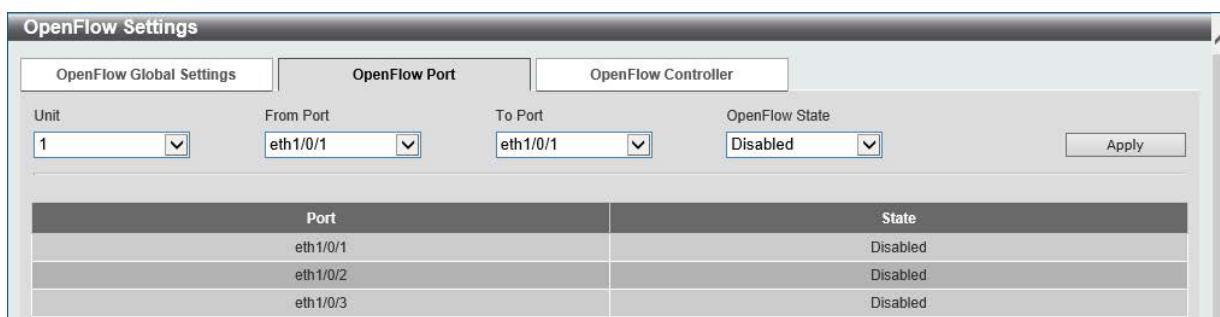 OpenFlow Settings
OpenFlow Global Settings OpenFlow Port OpenFlow Controller
Unit From Port To Port OpenFlow State
1 eth1/0/1 eth1/0/1 Disabled Apply
Port State
eth1/0/1 Disabled
eth1/0/2 Disabled
eth1/0/3 Disabled